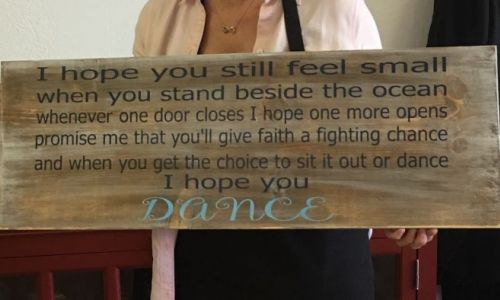 I hope you still feel small
when you stand beside the ocean
whenever one door closes I hope one more opens
promise me that you'll give faith a fighting chance
and when you get the choice to sit it out or dance
I hope you
DANCE